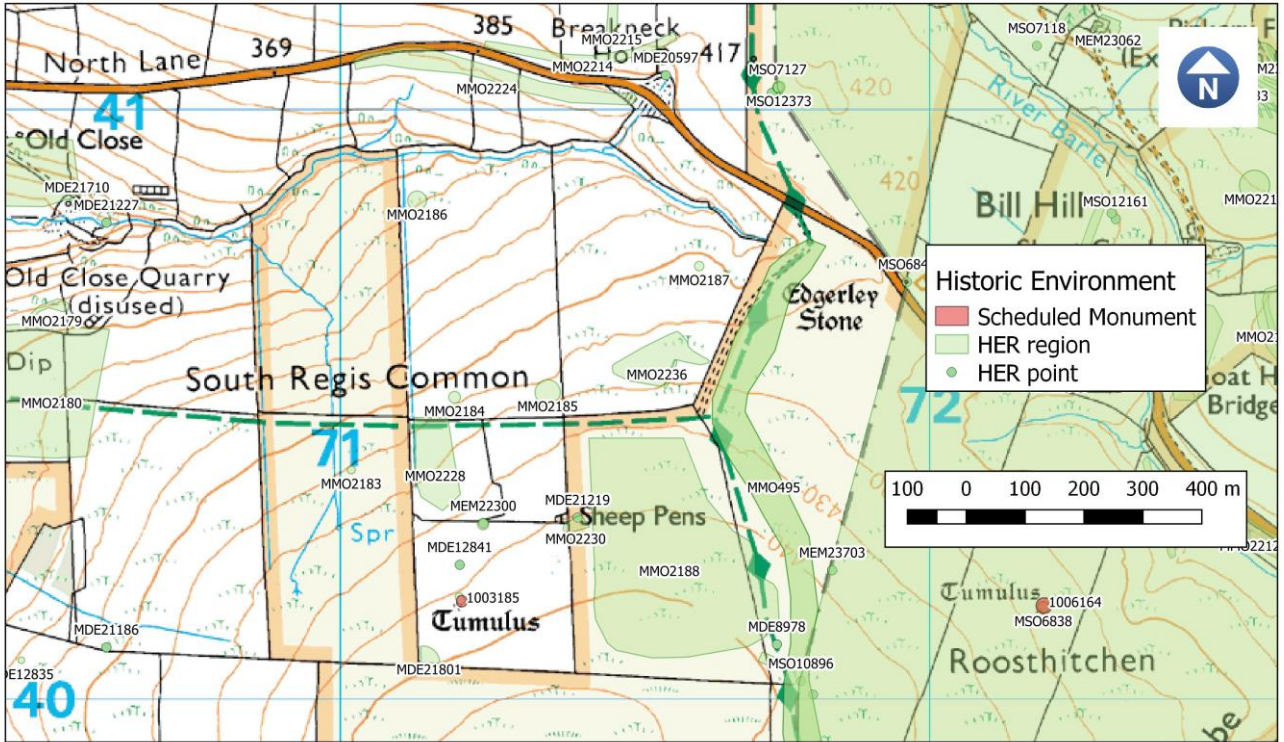 North Lane
369
385
Breakneck
MMO2215
MMO2214
MDE20597
417
MSO7127
MSO7118
MEM23062
N
MMO2224
MSO12373
420
River Barle
41
Old Close
MDE21710
MDE21227
MMO2186
420
Bill Hill
MSO12161
Old Close Quarry
(disused)
MMO2187
Edgerley
Stone
Historic Environment
Scheduled Monument
HER region
HER point
MMO2179
Dip
MMO2236
South Regis Common
MMO2180
MMO2184
MMO2185
72
Bridge
71
MMO2183
MMO2228
MEM22300
MDE21219
Sheep Pens
MMO2230
MMO495
430
100 0 100 200 300 400 m
MMO2212
Spr
MDE12841
MMO2188
MEM23703
1003185
Tumulus
Tumulus
1006164
MSO6838
MDE21186
MDE8978
MDE21801
MSO10896
Roosthitchen
40